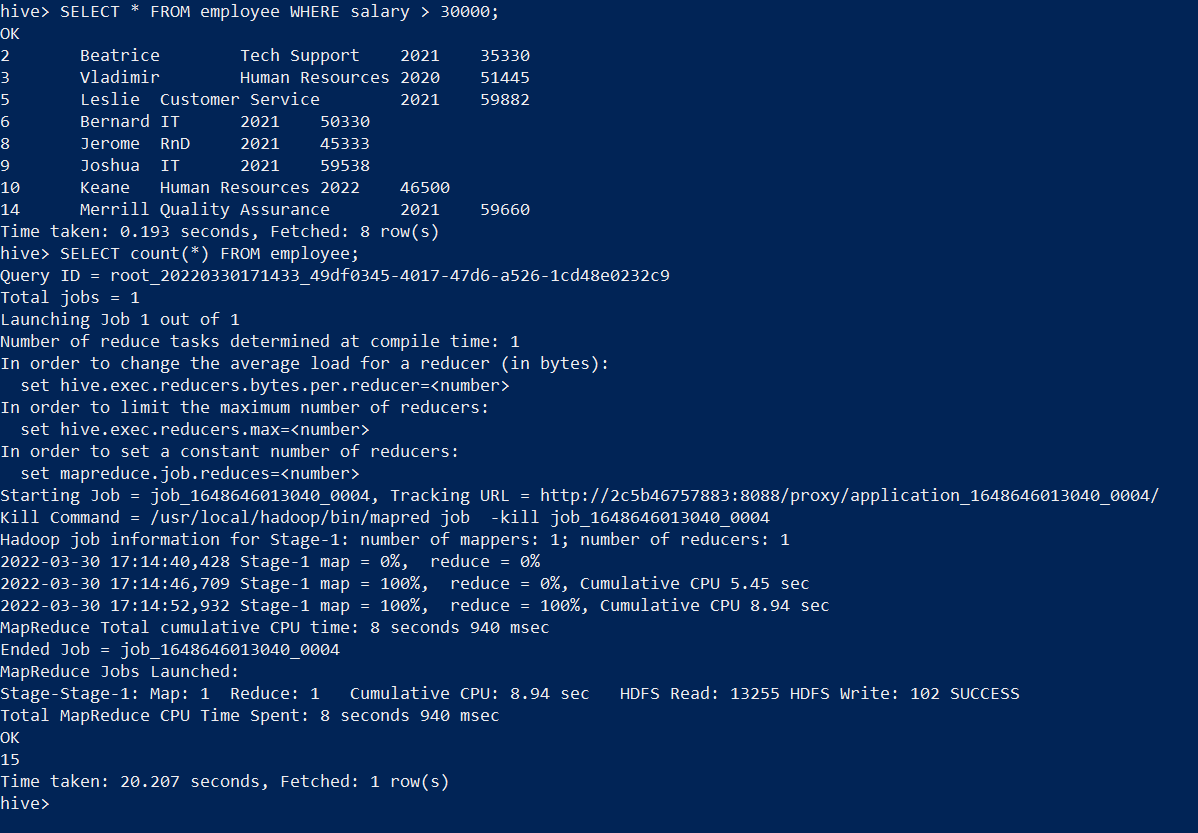 hive> SELECT * FROM employee WHERE salary > 30000;
OK
2       Beatrice        Tech Support    2021    35330
3       Vladimir        Human Resources 2020    51445
5       Leslie  Customer Service        2021    59882
6       Bernard IT      2021    50330
8       Jerome  RnD     2021    45333
9       Joshua  IT      2021    59538
10      Keane   Human Resources 2022    46500
14      Merrill Quality Assurance       2021    59660
Time taken: 0.193 seconds, Fetched: 8 row(s)
hive> SELECT count(*) FROM employee;
Query ID = root_20220330171433_49df0345-4017-47d6-a526-1cd48e0232c9
Total jobs = 1
Launching Job 1 out of 1
Number of reduce tasks determined at compile time: 1
In order to change the average load for a reducer (in bytes):
  set hive.exec.reducers.bytes.per.reducer=<number>
In order to limit the maximum number of reducers:
  set hive.exec.reducers.max=<number>
In order to set a constant number of reducers:
  set mapreduce.job.reduces=<number>
Starting Job = job_1648646013040_0004, Tracking URL = http://2c5b46757883:8088/proxy/application_1648646013040_0004/
Kill Command = /usr/local/hadoop/bin/mapred job  -kill job_1648646013040_0004
Hadoop job information for Stage-1: number of mappers: 1; number of reducers: 1
2022-03-30 17:14:40,428 Stage-1 map = 0%,  reduce = 0%
2022-03-30 17:14:46,709 Stage-1 map = 100%,  reduce = 0%, Cumulative CPU 5.45 sec
2022-03-30 17:14:52,932 Stage-1 map = 100%,  reduce = 100%, Cumulative CPU 8.94 sec
MapReduce Total cumulative CPU time: 8 seconds 940 msec
Ended Job = job_1648646013040_0004
MapReduce Jobs Launched:
Stage-Stage-1: Map: 1  Reduce: 1   Cumulative CPU: 8.94 sec   HDFS Read: 13255 HDFS Write: 102 SUCCESS
Total MapReduce CPU Time Spent: 8 seconds 940 msec
OK
15
Time taken: 20.207 seconds, Fetched: 1 row(s)
hive>